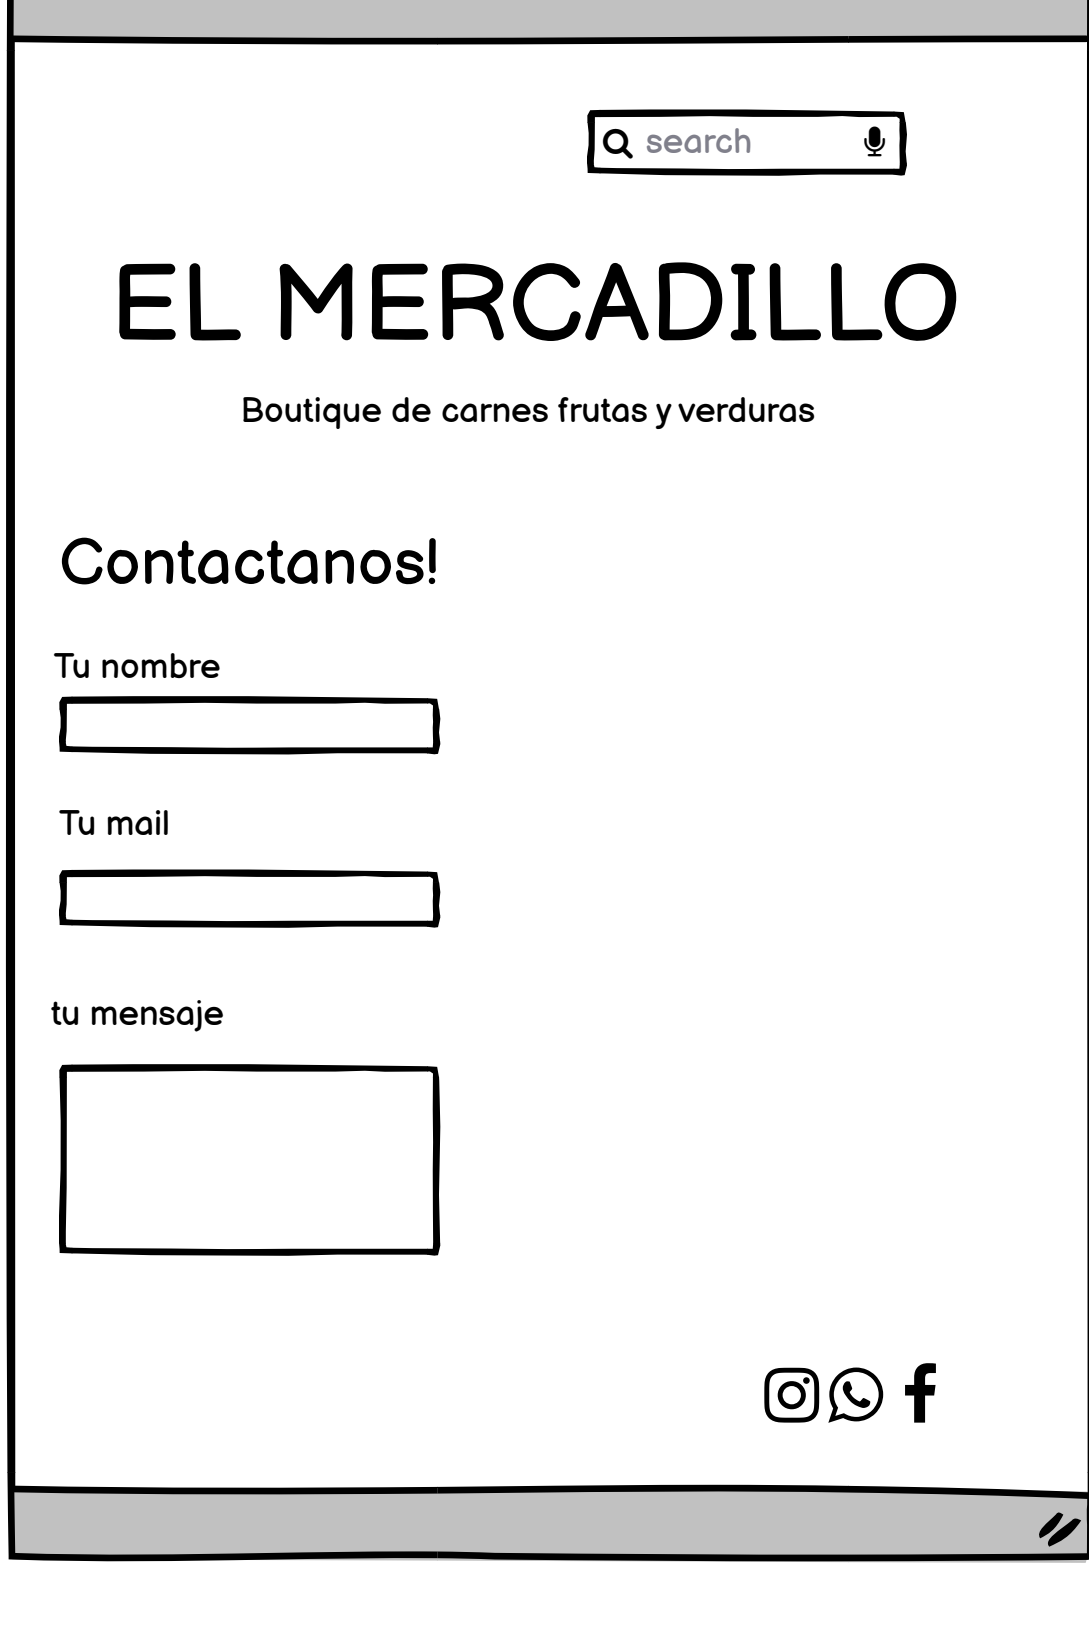 search
EL MERCADILLO
Boutique de carnes frutas y verduras
Contactanos!
Tu nombre
Tu mail
tu mensaje